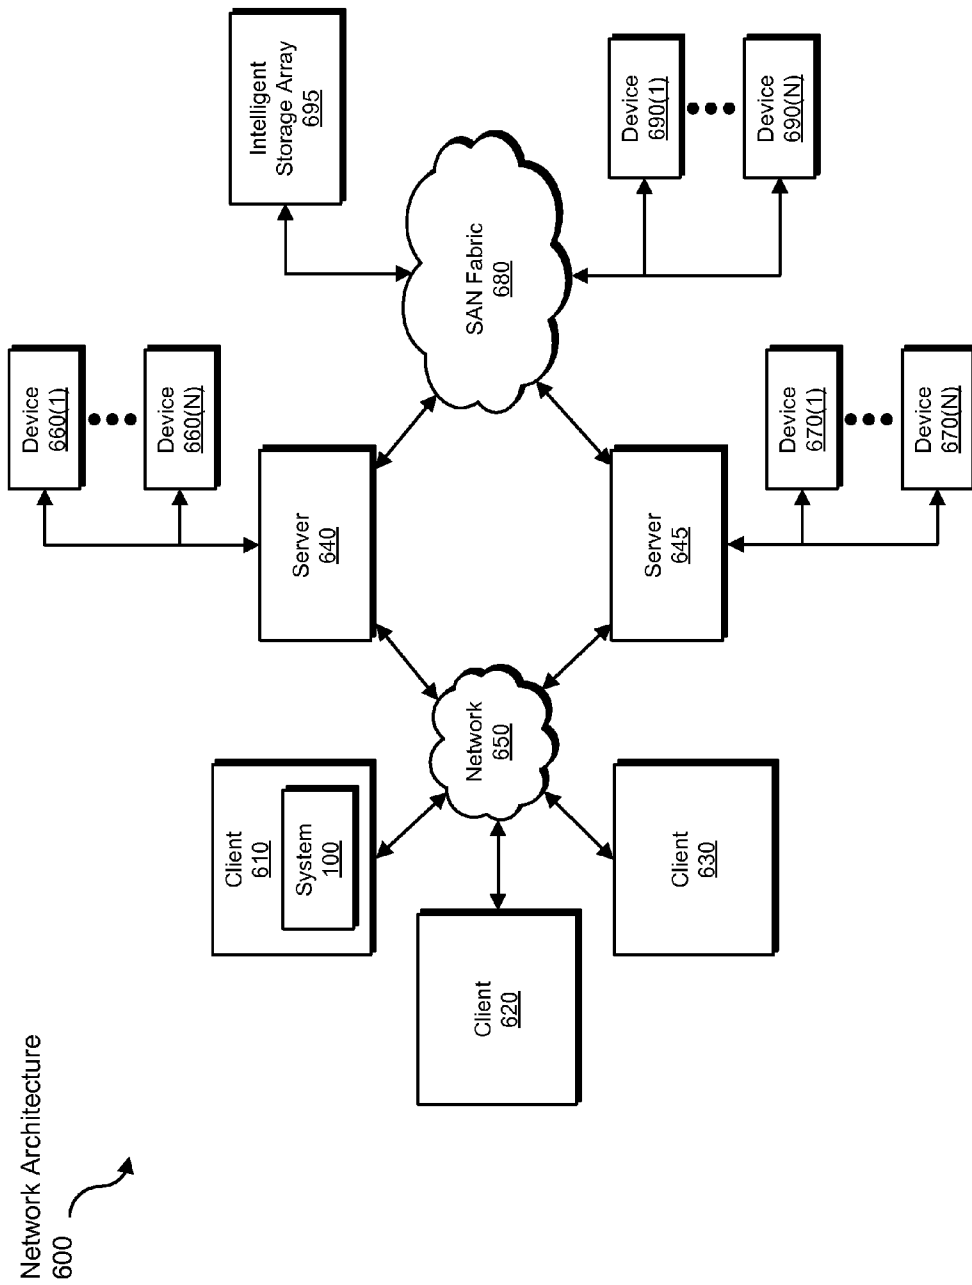 Network Architecture
600
Client
610
System
100
Client
620
Client
630
Network
650
Server
640
Server
645
Device
660(1)
Device
660(N)
Device
670(1)
Device
670(N)
SAN Fabric
680
Intelligent
Storage Array
695
Device
690(1)
Device
690(N)